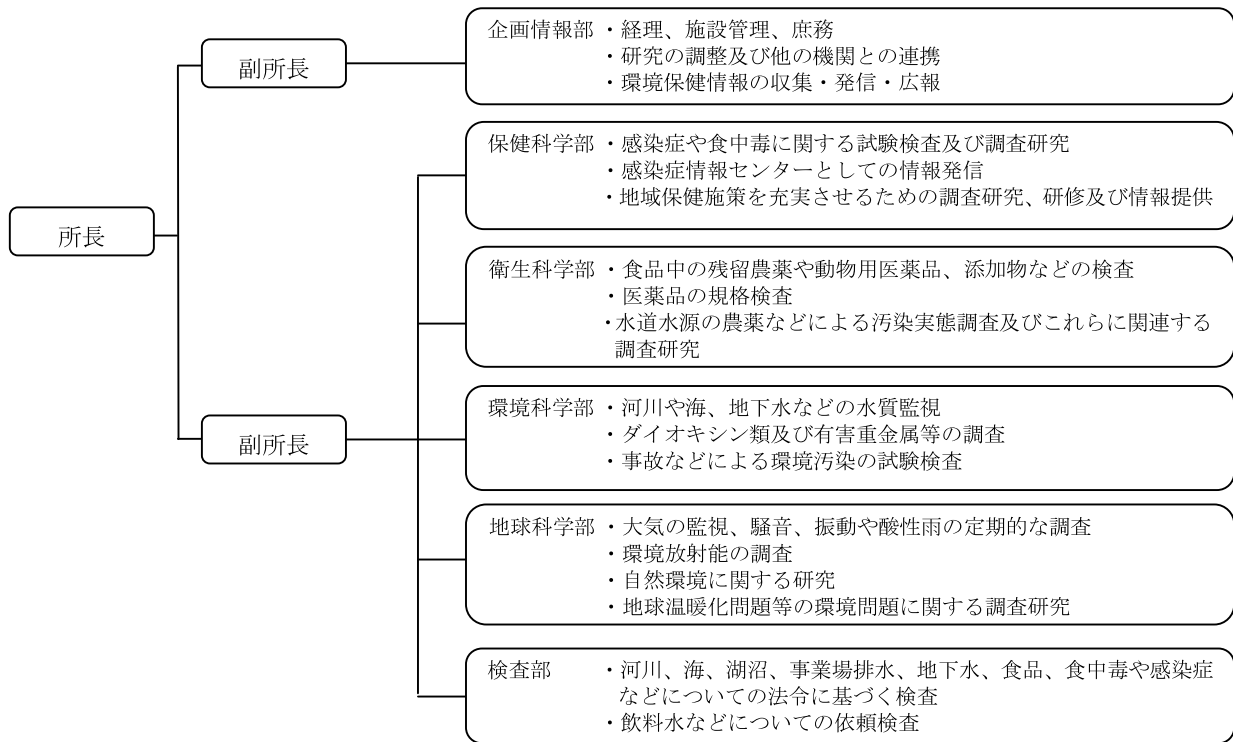 所長
副所長
企画情報部 ・経理、施設管理、庶務
・研究の調整及び他の機関との連携
・環境保健情報の収集・発信・広報
副所長
保健科学部 ・感染症や食中毒に関する試験検査及び調査研究
・感染症情報センターとしての情報発信
・地域保健施策を充実させるための調査研究、研修及び情報提供
衛生科学部 ・食品中の残留農薬や動物用医薬品、添加物などの検査
・医薬品の規格検査
・水道水源の農薬などによる汚染実態調査及びこれらに関連する
調査研究
環境科学部 ・河川や海、地下水などの水質監視
・ダイオキシン類及び有害重金属等の調査
・事故などによる環境汚染の試験検査
地球科学部 ・大気の監視、騒音、振動や酸性雨の定期的な調査
・環境放射能の調査
・自然環境に関する研究
・地球温暖化問題等の環境問題に関する調査研究
検査部 ・河川、海、湖沼、事業場排水、地下水、食品、食中毒や感染症
などについての法令に基づく検査
・飲料水などについての依頼検査